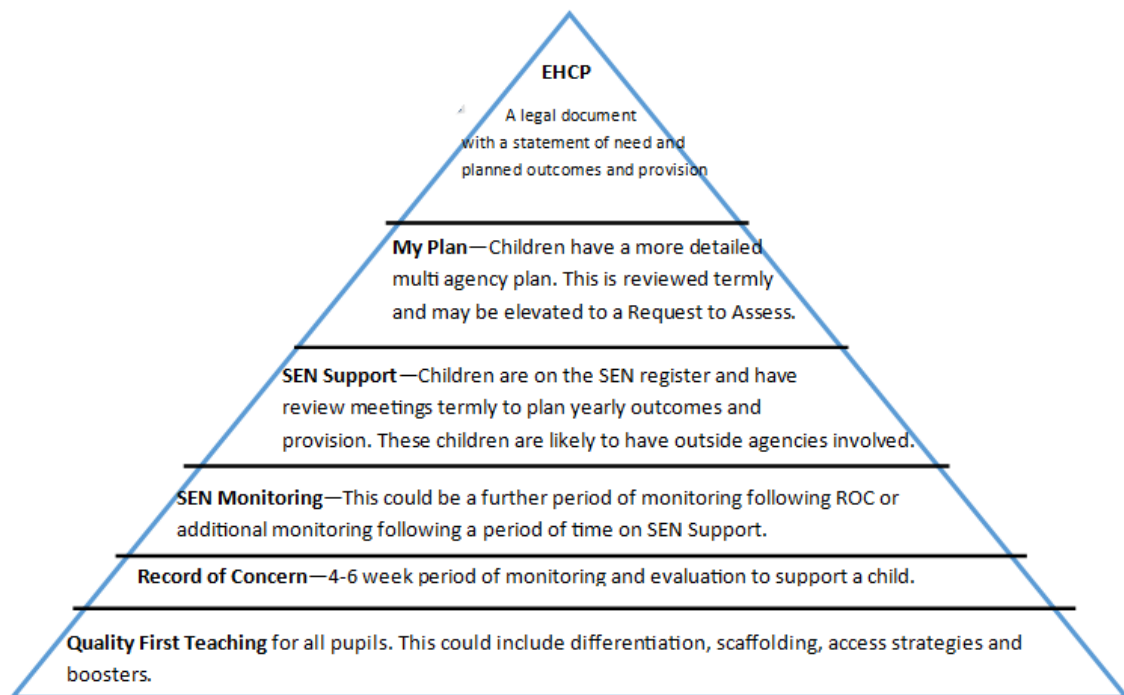 EHCP
A legal document
with a statement of need and
planned outcomes and provision
My Plan—Children have a more detailed
multi agency plan. This is reviewed termly
and may be elevated to a Request to Assess.
SEN Support—Children are on the SEN register and have
review meetings termly to plan yearly outcomes and
provision. These children are likely to have outside agencies involved.
SEN Monitoring—This could be a further period of monitoring following ROC or
additional monitoring following a period of time on SEN Support.
Record of Concern—4-6 week period of monitoring and evaluation to support a child.
Quality First Teaching for all pupils. This could include differentiation, scaffolding, access strategies and
boosters.